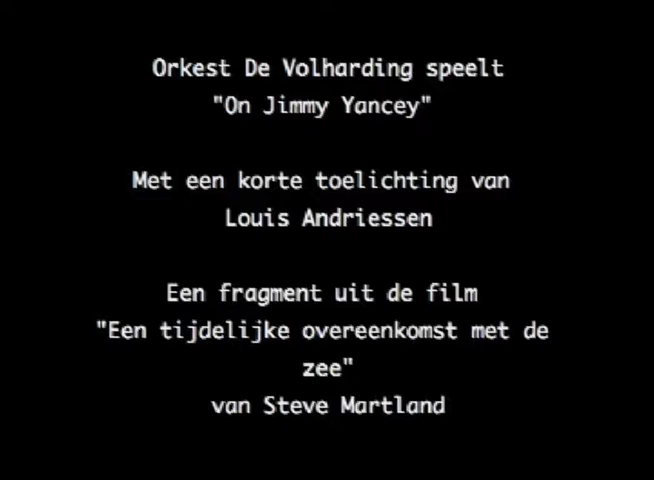 Orkest De Volharding speelt
"On Jimmy Yancey"
Met een korte toelichting van
Louis Andriessen
Een fragment uit de film
"Een tijdelijke overeenkomst met de
zee"
van Steve Martland